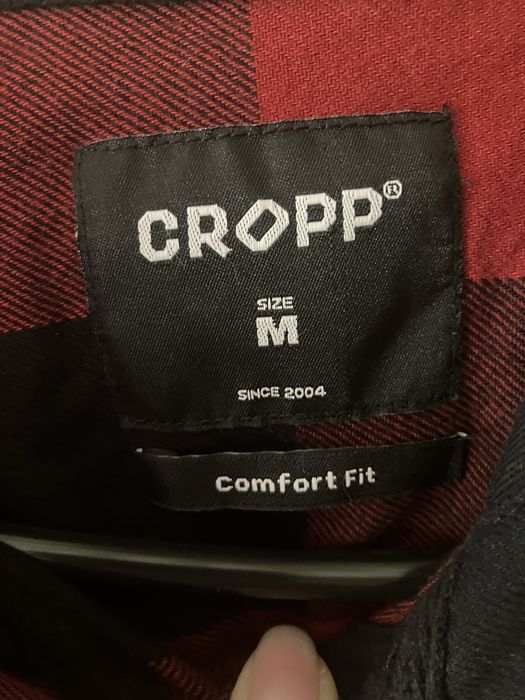 CROPP®
SIZE
M
SINCE 2004
Comfort Fit